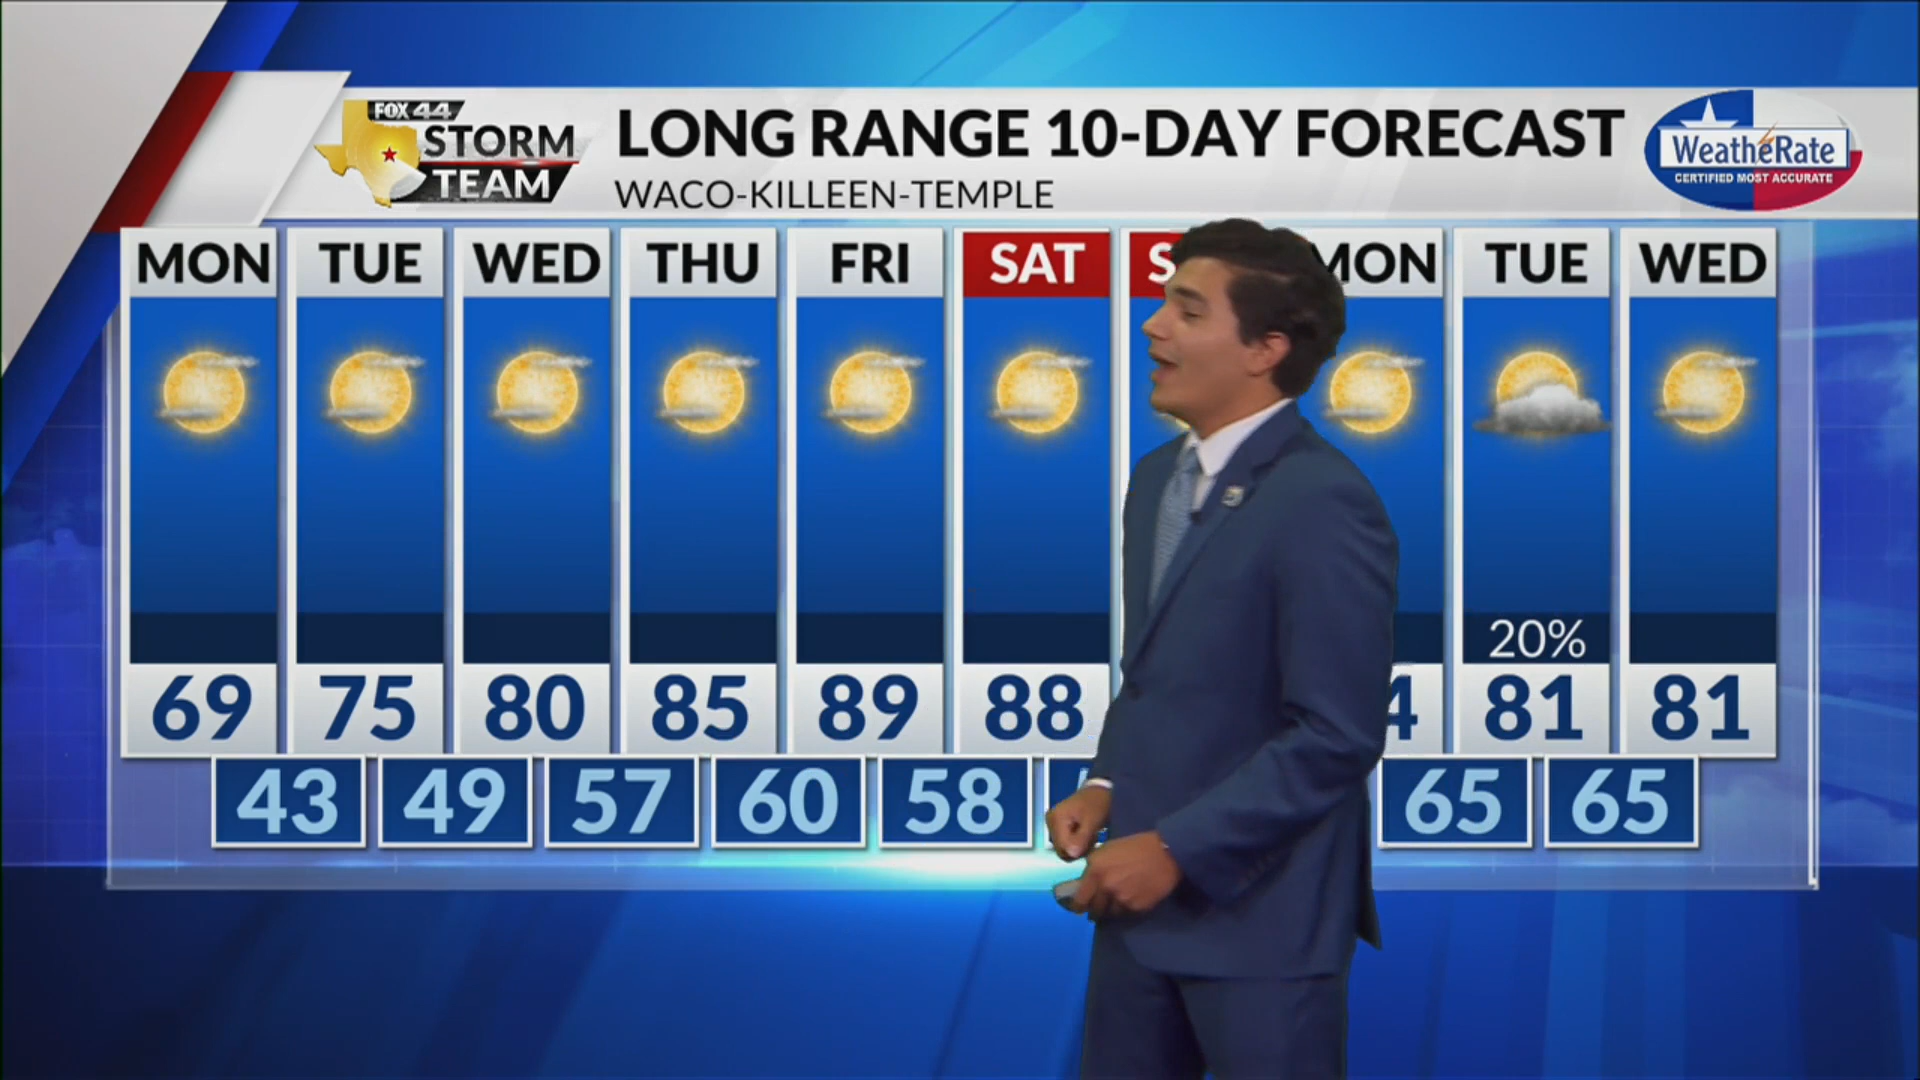 FOX 44
STORM
TEAM
LONG RANGE 10-DAY FORECAST
WACO-KILLEEN-TEMPLE
WeatheRate
CERTIFIED MOST ACCURATE
MON TUE WED THU FRI SAT MON TUE WED
20%
69 75 80 85 89 88 81 81
43 49 57 60 58 65 65